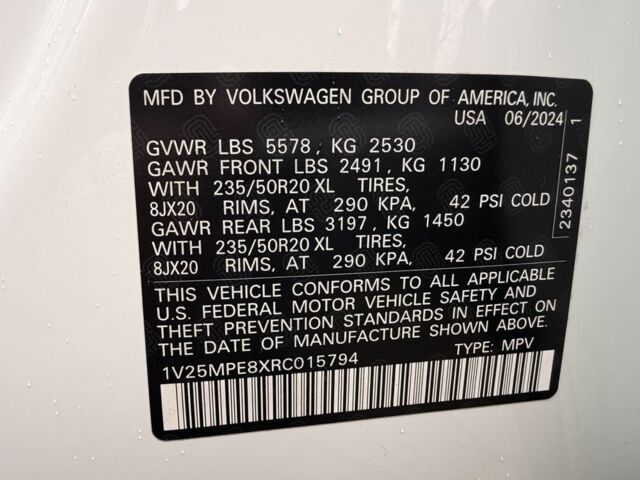 MFD BY VOLKSWAGEN GROUP OF AMERICA, INC.
USA 06/2024
GVWR LBS 5578, KG 2530
GAWR FRONT LBS 2491, KG 1130
WITH 235/50R20 XL TIRES,
8JX20 RIMS, AT 290 KPA, 42 PSI COLD
GAWR REAR LBS 3197, KG 1450
WITH 235/50R20 XL TIRES,
8JX20 RIMS, AT 290 KPA, 42 PSI COLD
THIS VEHICLE CONFORMS TO ALL APPLICABLE
U.S. FEDERAL MOTOR VEHICLE SAFETY AND
THEFT PREVENTION STANDARDS IN EFFECT ON
THE DATE OF MANUFACTURE SHOWN ABOVE.
1V25MPE8XRC015794 TYPE: MPV
2340137 1